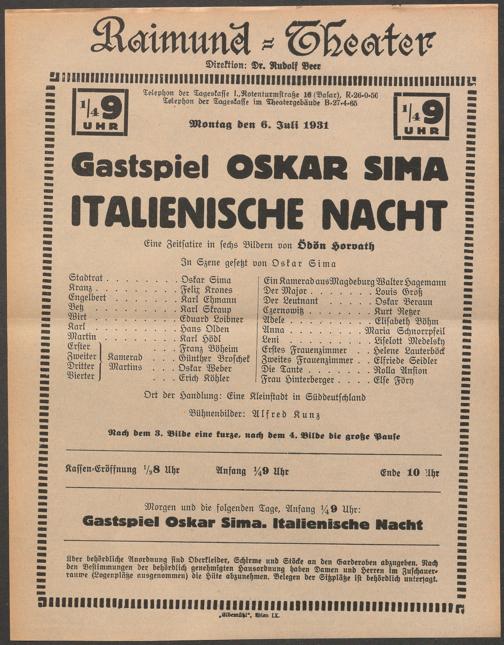 Raimund-Theater
Direktion: Dr. Rudolf Beer
1/4 9 UHR
Telephon der Tageskasse I., Rotenturmstraße 16 (Basar), R-26-0-56
Telephon der Tageskasse im Theatergebäude B-27-4-65
1/4 9 UHR
Montag den 6. Juli 1931
Gastspiel OSKAR SIMA
ITALIENISCHE NACHT
Eine Zeitsatire in sechs Bildern von Ödön Horvath
In Szene gesetzt von Oskar Sima
Stadtrat . . . . . . . . Oskar Sima
Kranz . . . . . . . . Felix Krones
Engelbert . . . . . . . . Karl Ehmann
Betz . . . . . . . . Karl Skraup
Wirt . . . . . . . . Eduard Loibner
Karl . . . . . . . . Hans Olden
Martin . . . . . . . . Karl Hödl
Erster . . . . Franz Böheim
Zweiter Kamerad . . . . Günther Broschek
Dritter Martins . . . . Oskar Weber
Vierter . . . . Erich Köhler
Ein Kamerad aus Magdeburg Walter Hagemann
Der Major . . . . . . Louis Groß
Der Leutnant . . . . . . Oskar Beraun
Czernowitz . . . . . . Kurt Retzer
Adele . . . . . . Elisabeth Böhm
Anna . . . . . . Maria Schnorrpfeil
Leni . . . . . . Liselott Medelsky
Erstes Frauenzimmer . . . . Helene Lauterböck
Zweites Frauenzimmer . . Elfriede Seidler
Die Tante . . . . . . Rolla Ansion
Frau Hinterberger . . . . Else Föry
Ort der Handlung: Eine Kleinstadt in Süddeutschland
Bühnenbilder: Alfred Kunz
Nach dem 3. Bilde eine kurze, nach dem 4. Bilde die große Pause
Kassen-Eröffnung 1/2 8 Uhr Anfang 1/4 9 Uhr Ende 10 Uhr
Morgen und die folgenden Tage, Anfang 1/4 9 Uhr:
Gastspiel Oskar Sima. Italienische Nacht
Über behördliche Anordnung sind Oberkleider, Schirme und Stöcke an den Garderoben abzugeben. Nach
den Bestimmungen der behördlich genehmigten Hausordnung haben Damen und Herren im Zuschauer-
raume (Logenplätze ausgenommen) die Hüte abzunehmen. Belegen der Sitzplätze ist behördlich untersagt.
„Elbemühl", Wien IX.